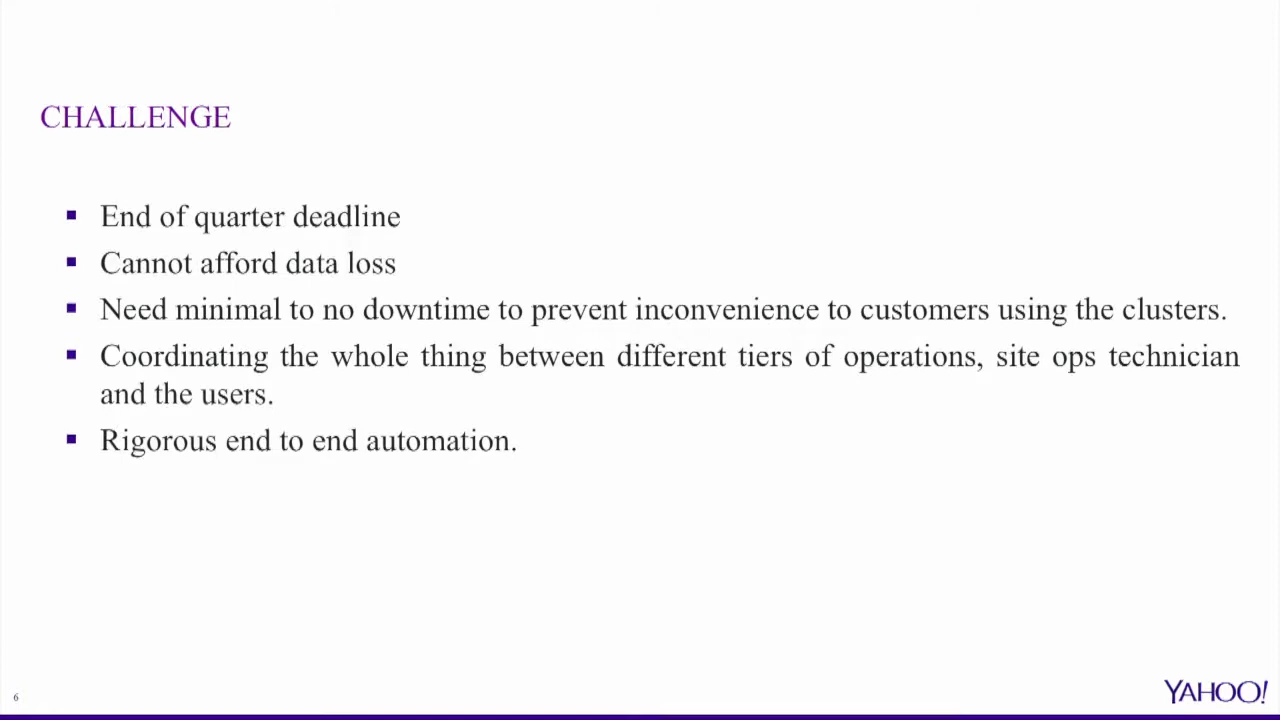 CHALLENGE
▪ End of quarter deadline
▪ Cannot afford data loss
▪ Need minimal to no downtime to prevent inconvenience to customers using the clusters.
▪ Coordinating the whole thing between different tiers of operations, site ops technician
and the users.
▪ Rigorous end to end automation.
6
YAHOO!